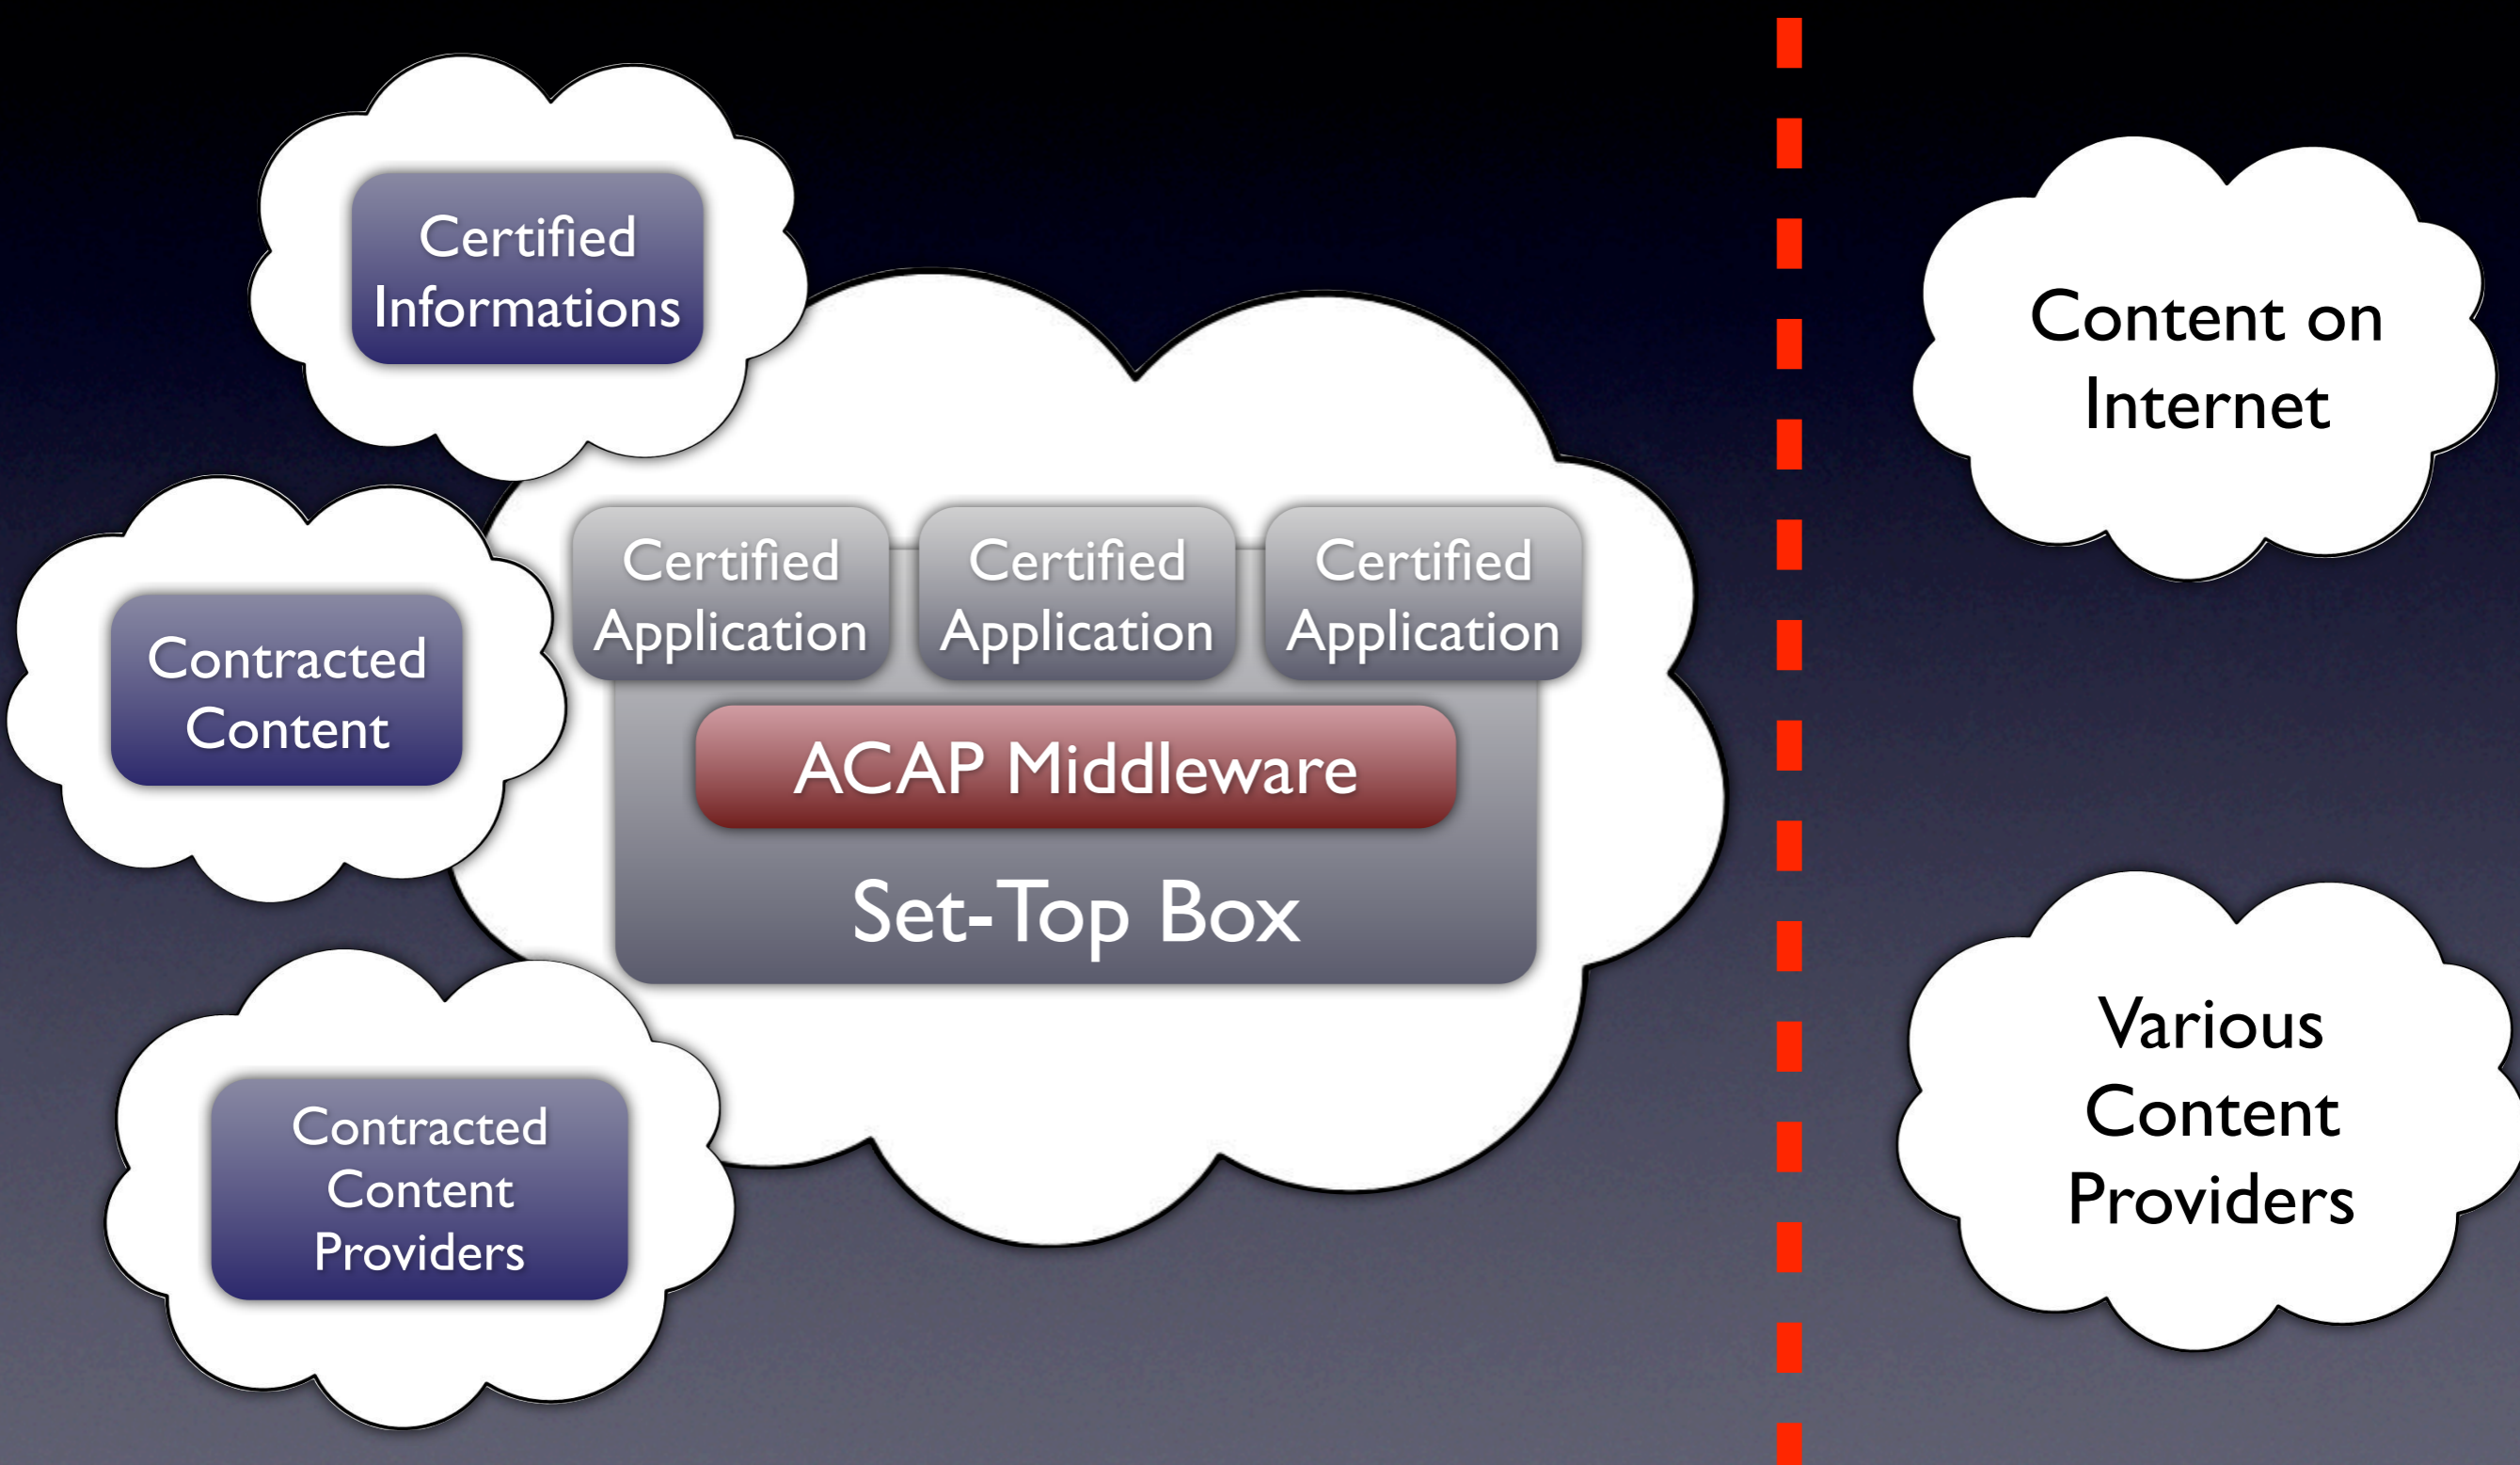 Certified
Informations
Contracted
Content
Contracted
Content
Providers
Certified
Application
Certified
Application
Certified
Application
ACAP Middleware
Set-Top Box
Content on
Internet
Various
Content
Providers